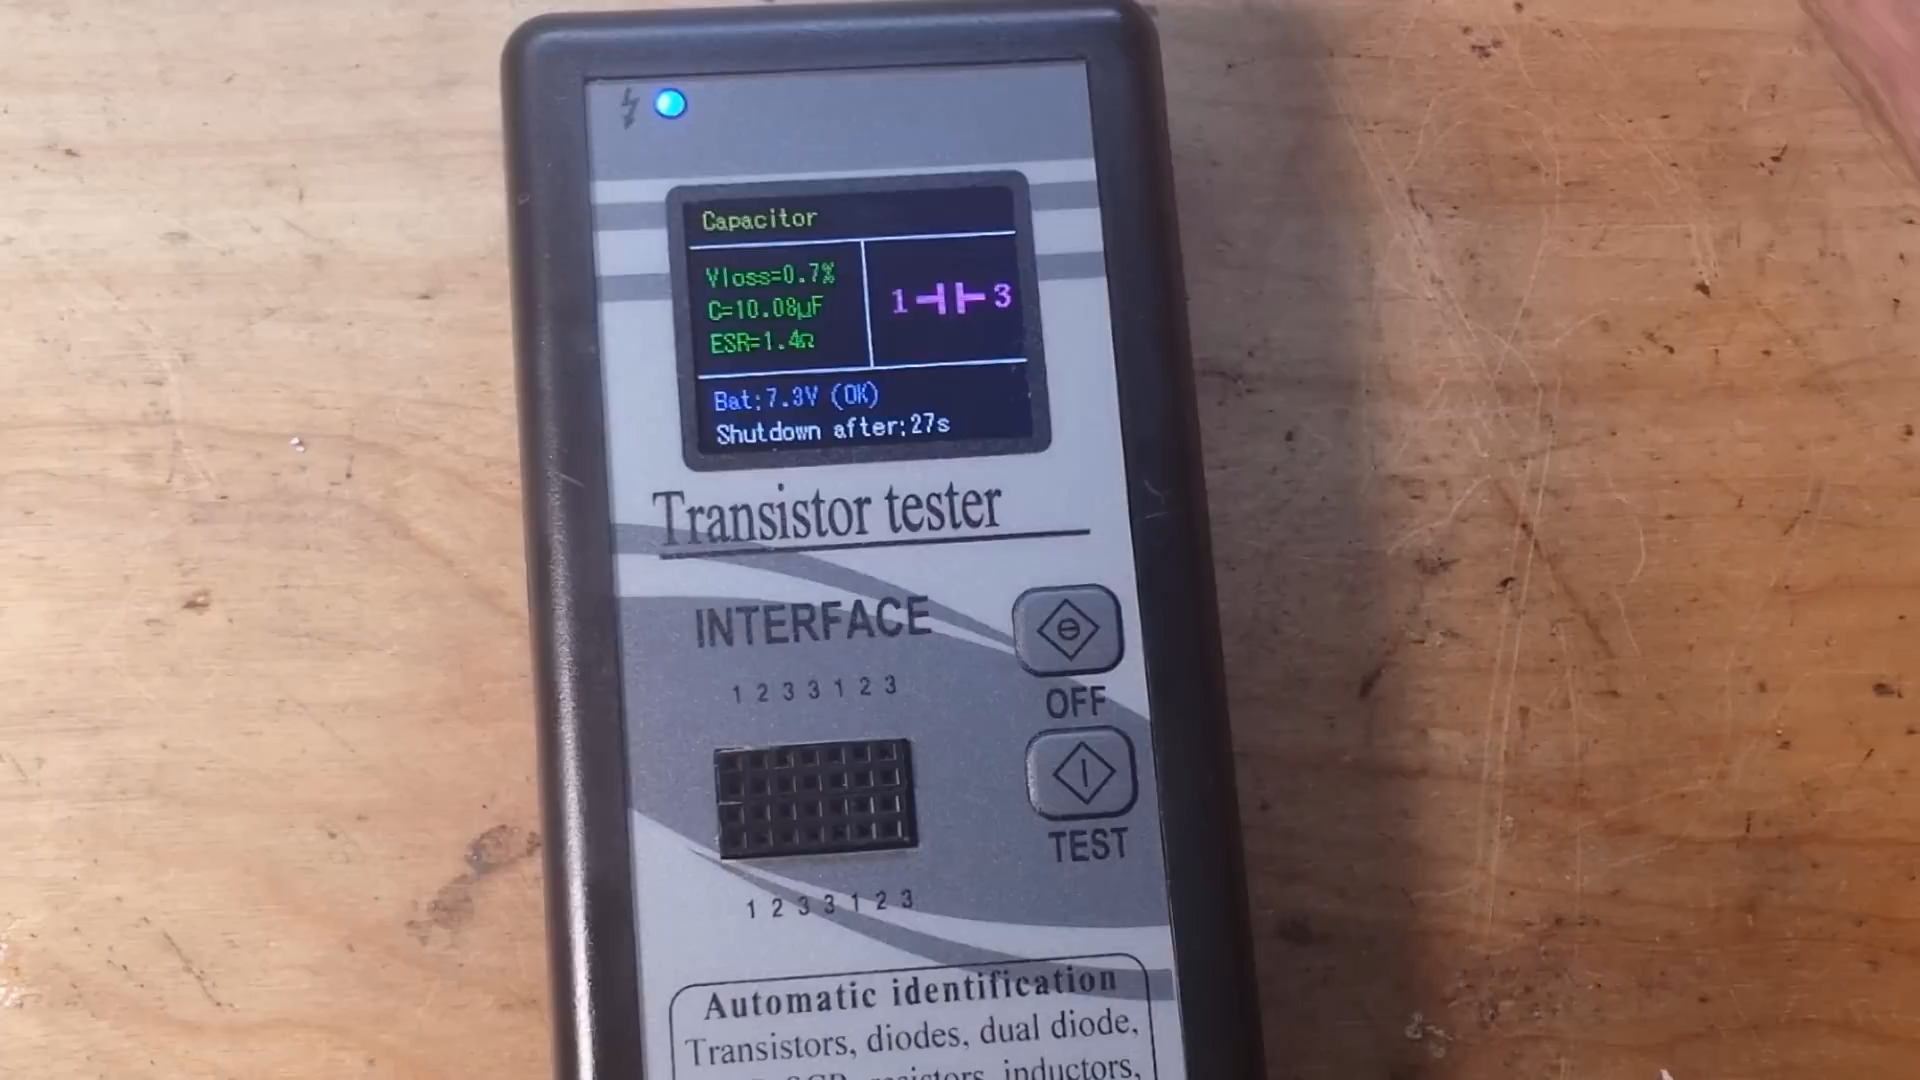 Capacitor
Vloss=0.7%
C=10.08µF
ESR=1.4Ω
1 3
Bat:7.3V (OK)
Shutdown after:27s
Transistor tester
INTERFACE
1 2 3 3 1 2 3
OFF
TEST
1 2 3 3 1 2 3
Automatic identification
Transistors, diodes, dual diode,
resistors, inductors,